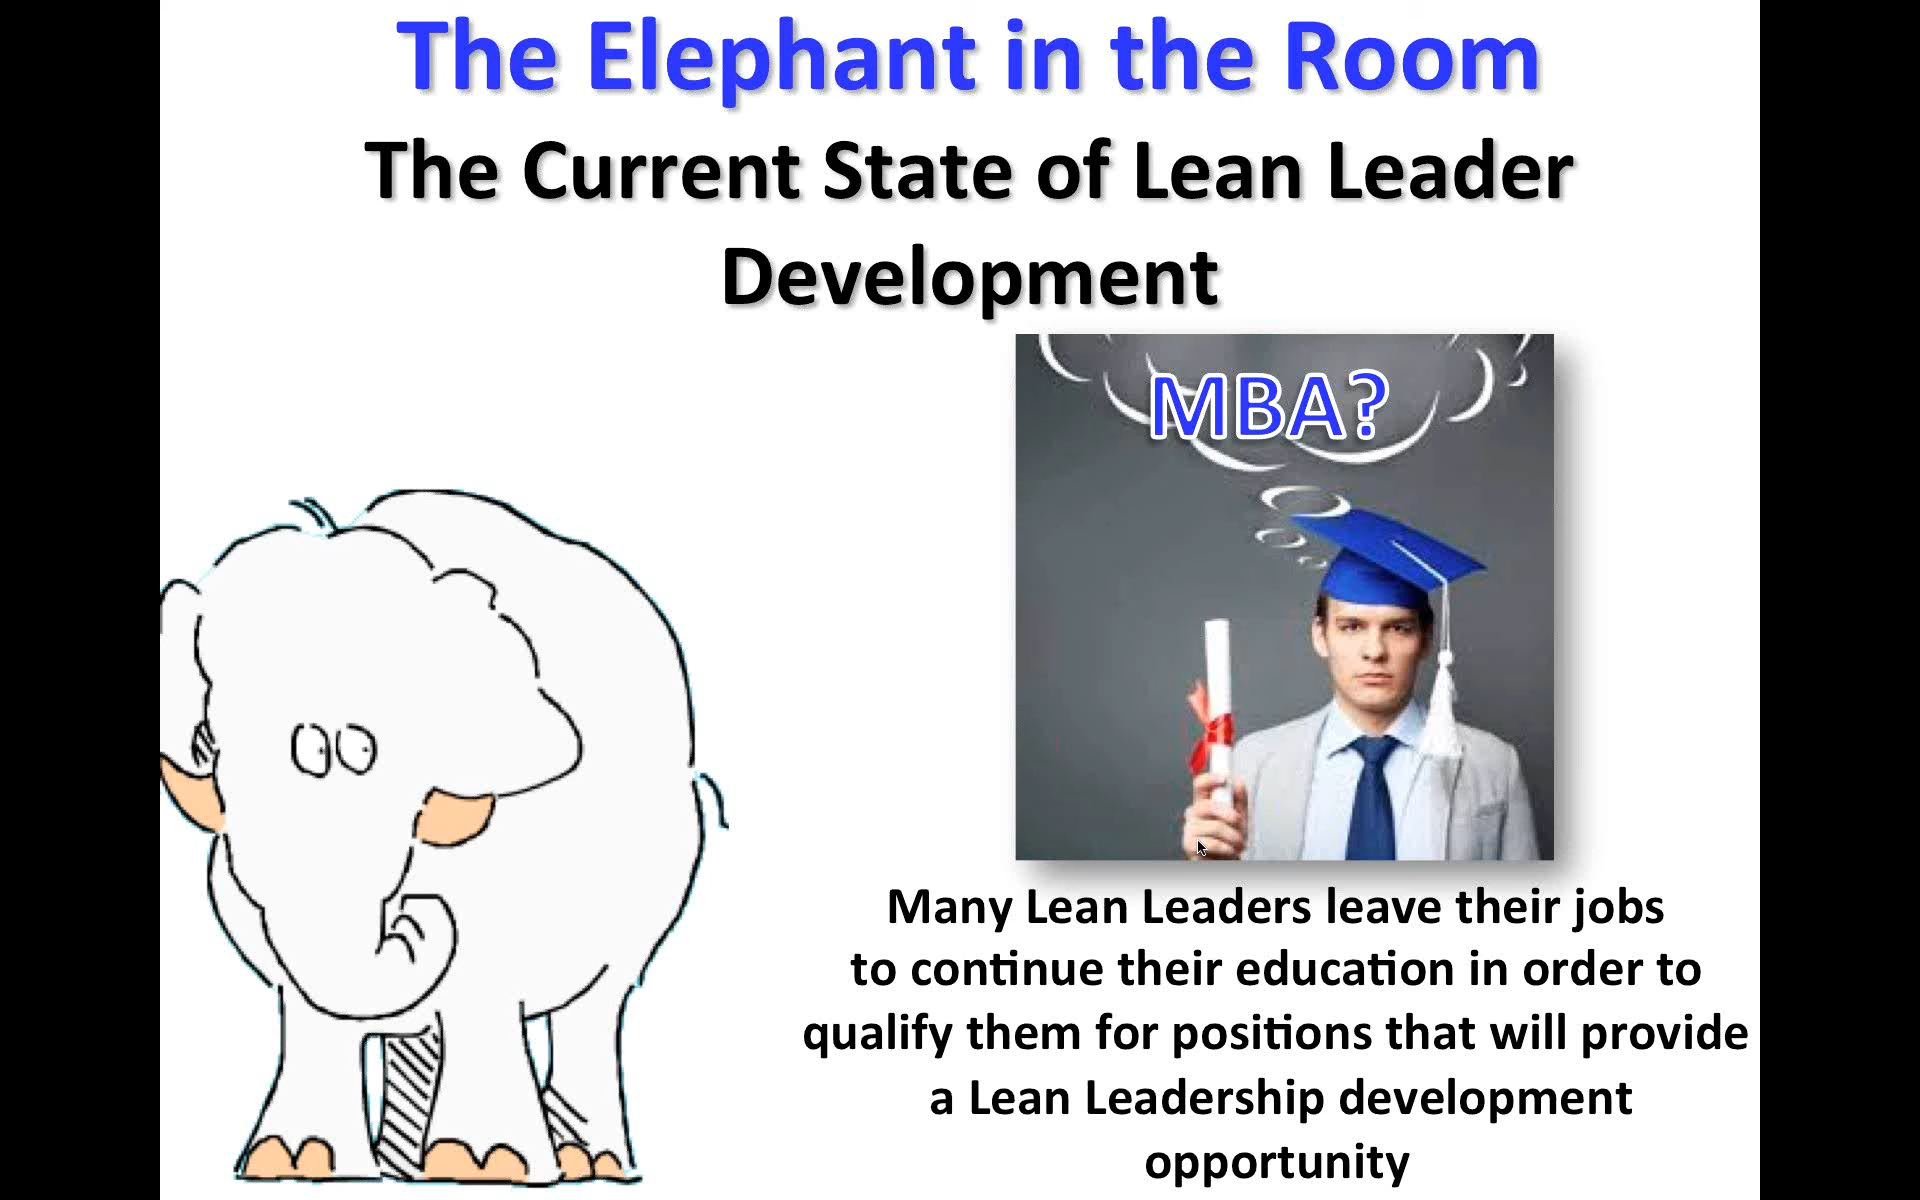 The Elephant in the Room
The Current State of Lean Leader
Development
MBA?
Many Lean Leaders leave their jobs
to continue their education in order to
qualify them for positions that will provide
a Lean Leadership development
opportunity